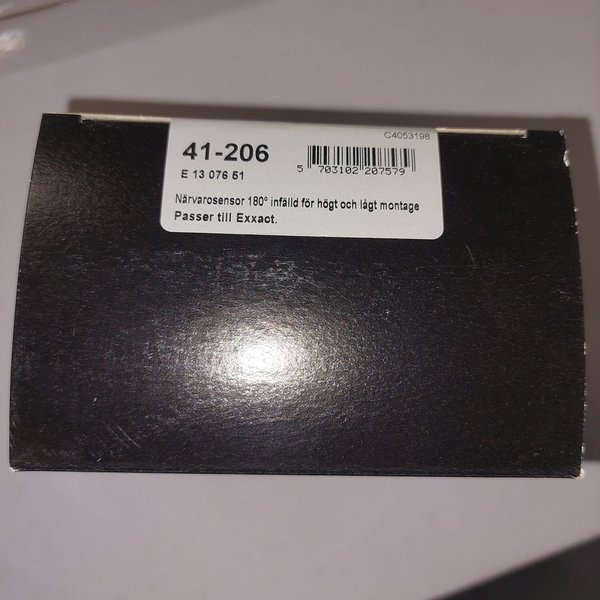 C4053198
41-206
E 13 076 51
5 703102 207579
Närvarosensor 180° infälld för högt och lågt montage
Passer till Exxact.